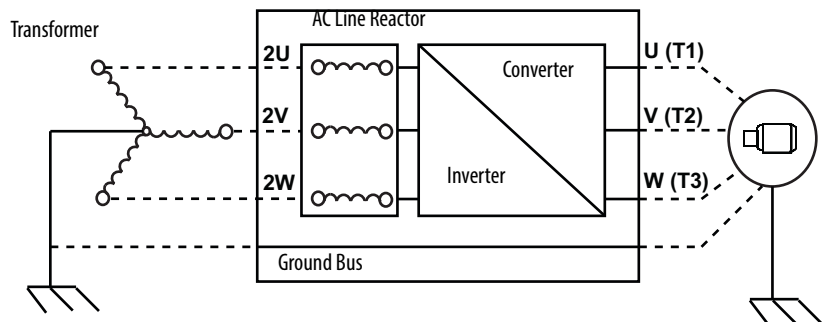 Transformer
AC Line Reactor
2U
2V
2W
Converter
Inverter
U (T1)
V (T2)
W (T3)
Ground Bus